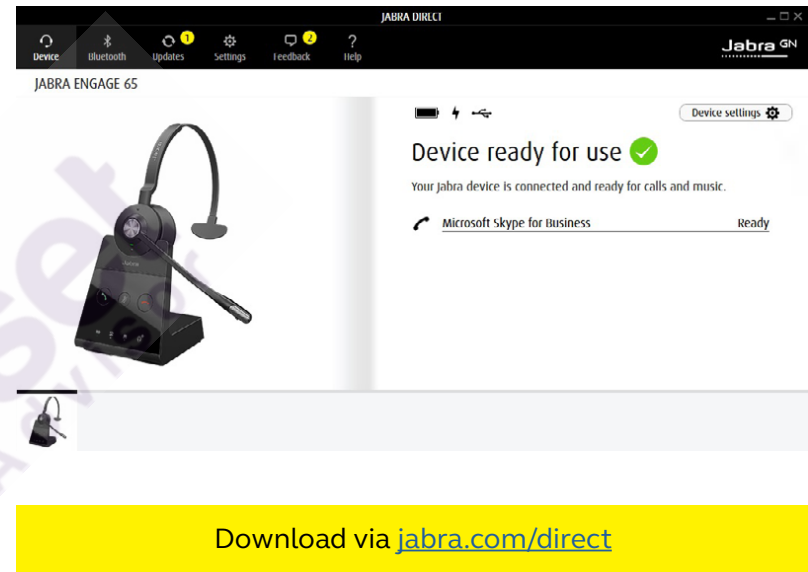 JABRA DIRECT
Device
Bluetooth
Updates
1
Settings
Feedback
2
Help
Jabra GN
JABRA ENGAGE 65
Device settings
Device ready for use
Your Jabra device is connected and ready for calls and music.
Microsoft Skype for Business
Ready
Jabra
Download via jabra.com/direct